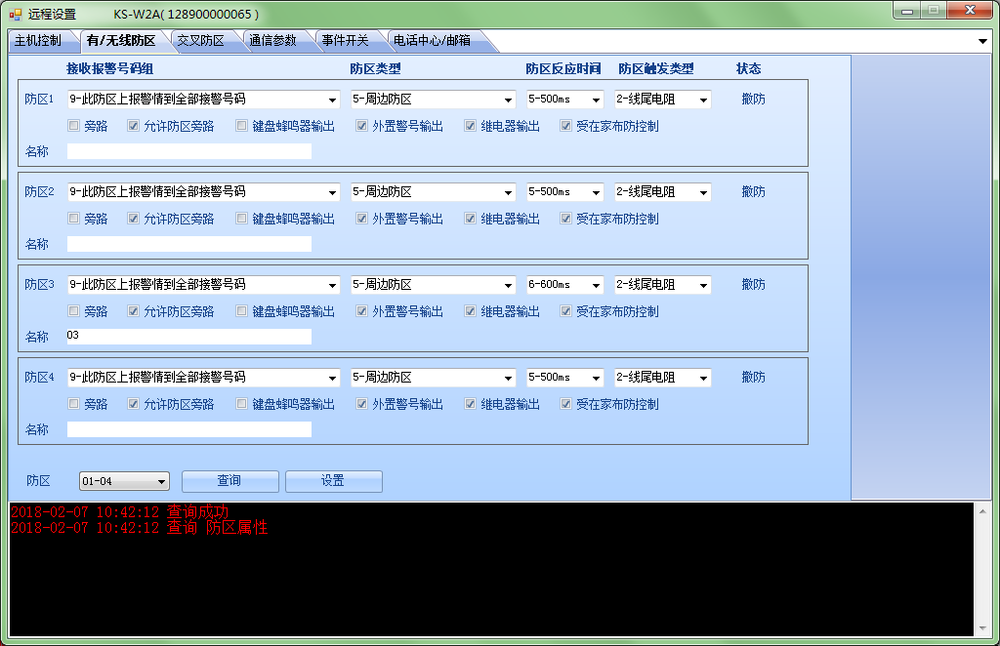 远程设置 KS-W2A( 128900000065 )
主机控制 有/无线防区 交叉防区 通信参数 事件开关 电话中心/邮箱
接收报警号码组 防区类型 防区反应时间 防区触发类型 状态
防区1 9-此防区上报警情到全部接警号码 5-周边防区 5-500ms 2-线尾电阻 撤防
旁路 允许防区旁路 键盘蜂鸣器输出 外置警号输出 继电器输出 受在家布防控制
名称
防区2 9-此防区上报警情到全部接警号码 5-周边防区 5-500ms 2-线尾电阻 撤防
旁路 允许防区旁路 键盘蜂鸣器输出 外置警号输出 继电器输出 受在家布防控制
名称
防区3 9-此防区上报警情到全部接警号码 5-周边防区 6-600ms 2-线尾电阻 撤防
旁路 允许防区旁路 键盘蜂鸣器输出 外置警号输出 继电器输出 受在家布防控制
名称 03
防区4 9-此防区上报警情到全部接警号码 5-周边防区 5-500ms 2-线尾电阻 撤防
旁路 允许防区旁路 键盘蜂鸣器输出 外置警号输出 继电器输出 受在家布防控制
名称
防区 01-04 查询 设置
2018-02-07 10:42:12 查询成功
2018-02-07 10:42:12 查询 防区属性